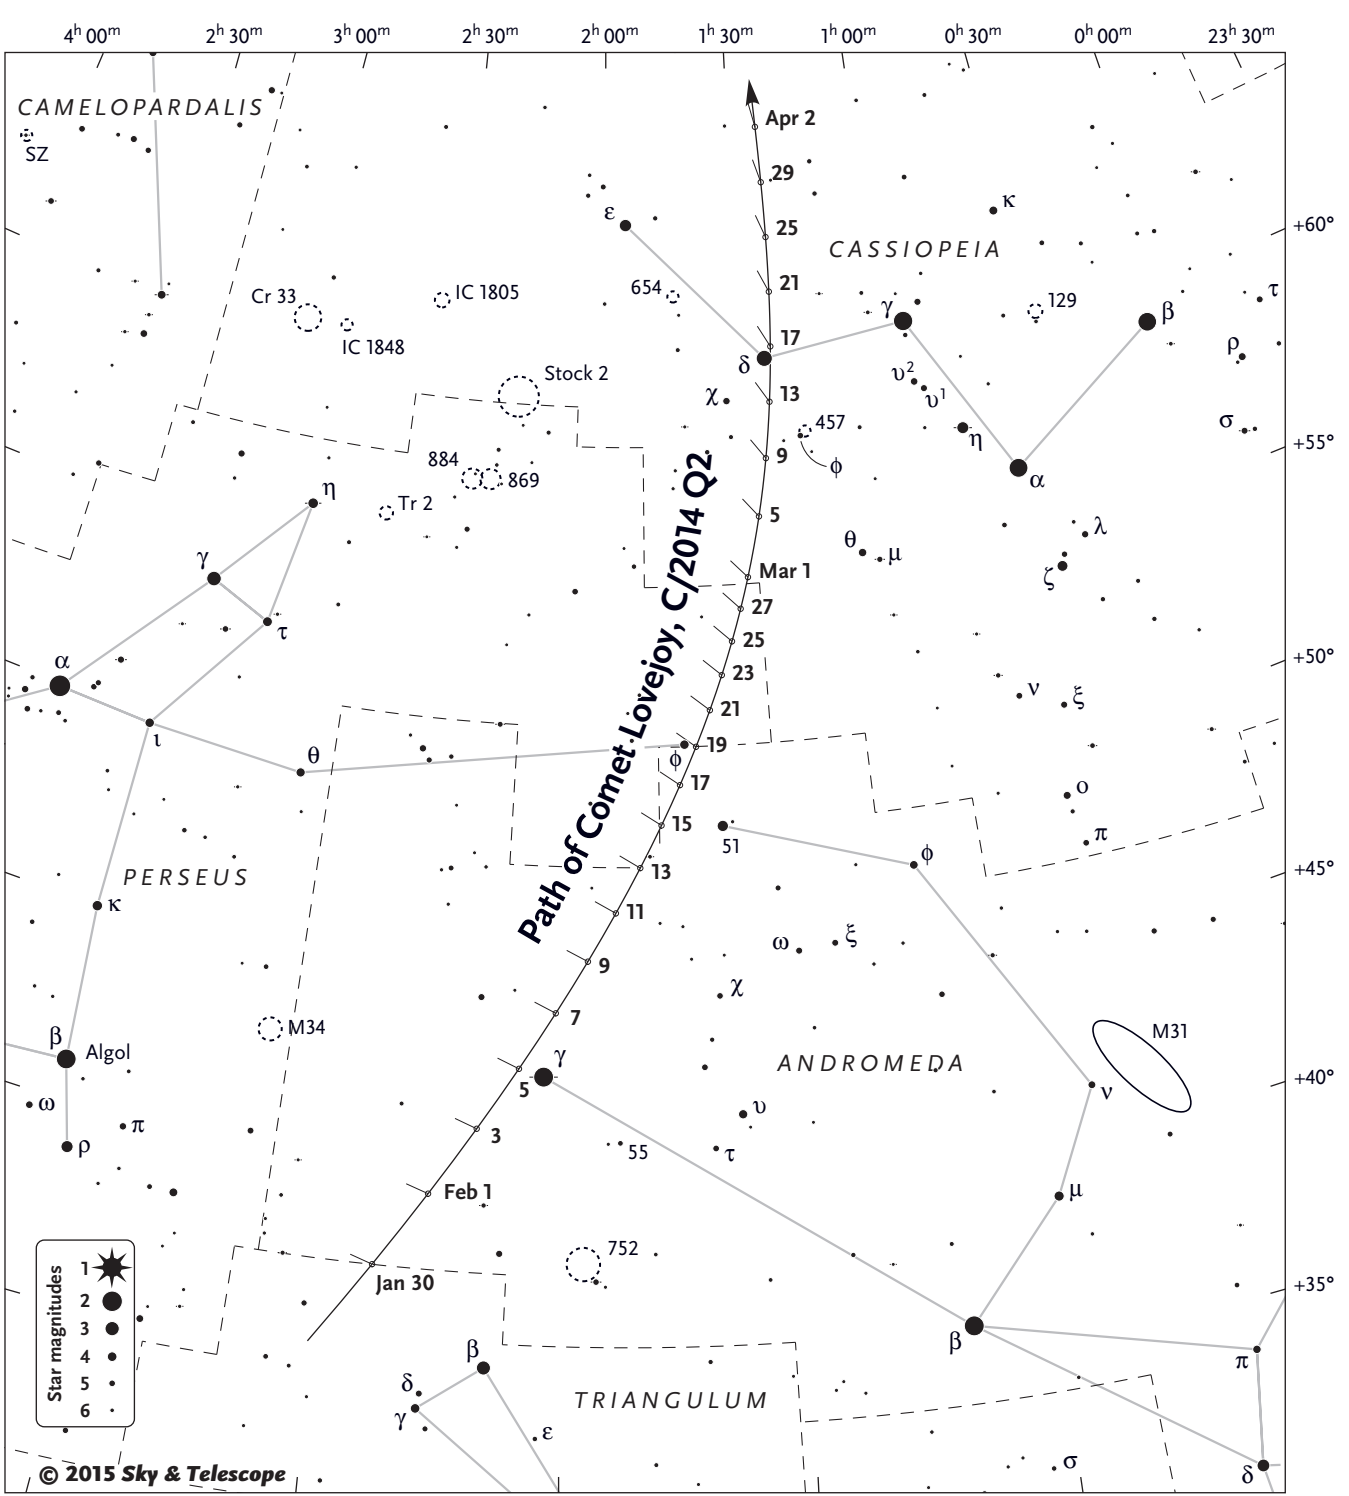 4h 00m 2h 30m 3h 00m 2h 30m 2h 00m 1h 30m 1h 00m 0h 30m 0h 00m 23h 30m
CAMELOPARDALIS
SZ
Apr 2
29
κ
ε
25
+60°
CASSIOPEIA
21
654
IC 1805
Cr 33
129
τ
γ
β
17
IC 1848
ρ
δ
Stock 2
υ2
υ1
13
χ
457
σ
η
+55°
9
φ
884
869
α
η
Tr 2
5
λ
θ
μ
γ
Mar 1
ζ
27
τ
25
+50°
α
23
ν
ξ
21
ι
19
θ
φ
17
ο
15
51
π
φ
13
+45°
PERSEUS
κ
11
Path of Comet Lovejoy, C/2014 Q2
ω
ξ
9
χ
7
M34
M31
β
Algol
γ
ANDROMEDA
+40°
5
ν
ω
υ
π
3
ρ
55
τ
Feb 1
μ
752
Jan 30
+35°
Star magnitudes
1
2
3
4
5
6
β
β
π
δ
γ
TRIANGULUM
ε
σ
δ
© 2015 Sky & Telescope